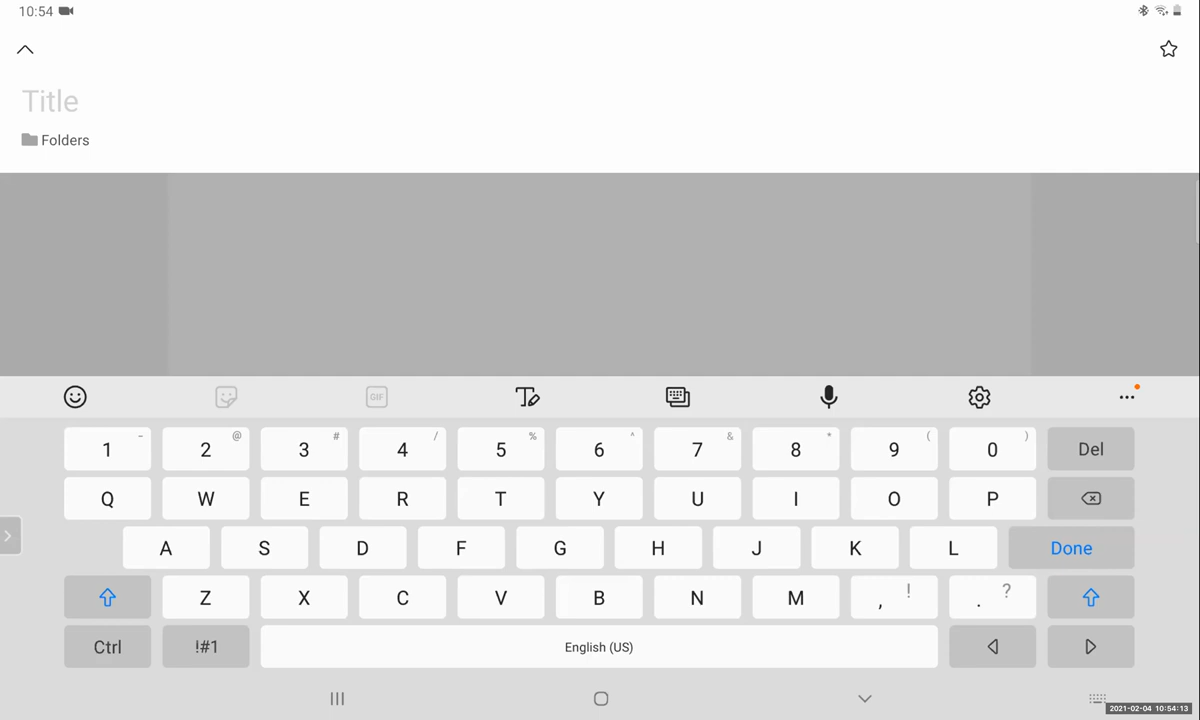 10:54
Title
Folders
GIF
1 - 2 @ 3 # 4 / 5 % 6 ^ 7 & 8 * 9 ( 0 ) Del
Q W E R T Y U I O P
A S D F G H J K L Done
Z X C V B N M , ! . ?
Ctrl !#1 English (US)
2021-02-04 10:54:13